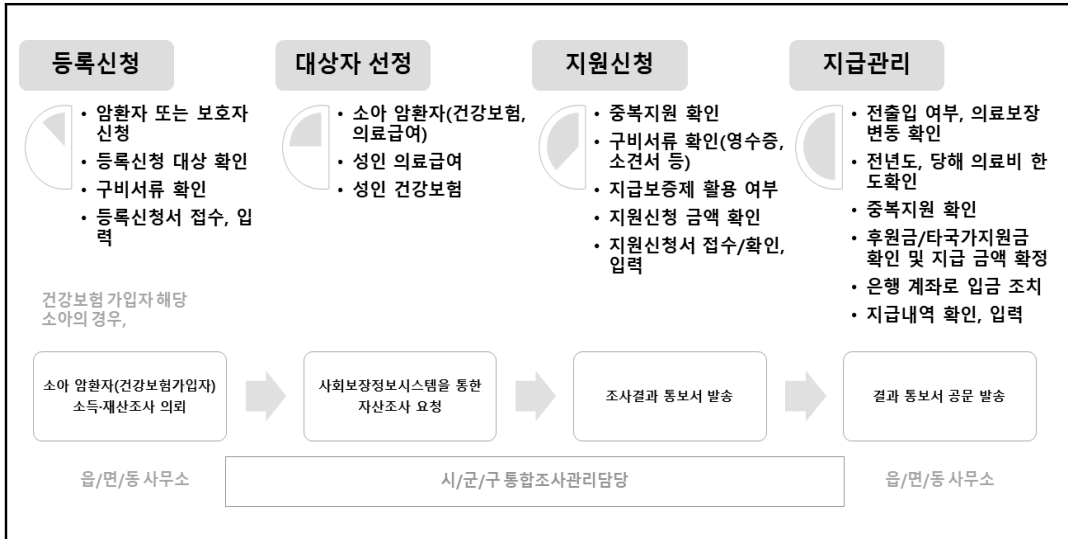 등록신청
• 암환자 또는 보호자
신청
• 등록신청 대상 확인
• 구비서류 확인
• 등록신청서 접수, 입
력
대상자 선정
• 소아 암환자(건강보험,
의료급여)
• 성인 의료급여
• 성인 건강보험
지원신청
• 중복지원 확인
• 구비서류 확인(영수증,
소견서 등)
• 지급보증제 활용 여부
• 지원신청 금액 확인
• 지원신청서 접수/확인,
입력
지급관리
• 전출입 여부, 의료보장
변동 확인
• 전년도, 당해 의료비 한
도확인
• 중복지원 확인
• 후원금/타국가지원금
확인 및 지급 금액 확정
• 은행 계좌로 입금 조치
• 지급내역 확인, 입력
건강보험 가입자 해당
소아의 경우,
소아 암환자(건강보험가입자)
소득·재산조사 의뢰
사회보장정보시스템을 통한
자산조사 요청
조사결과 통보서 발송
결과 통보서 공문 발송
읍/면/동 사무소
시/군/구 통합조사관리담당
읍/면/동 사무소